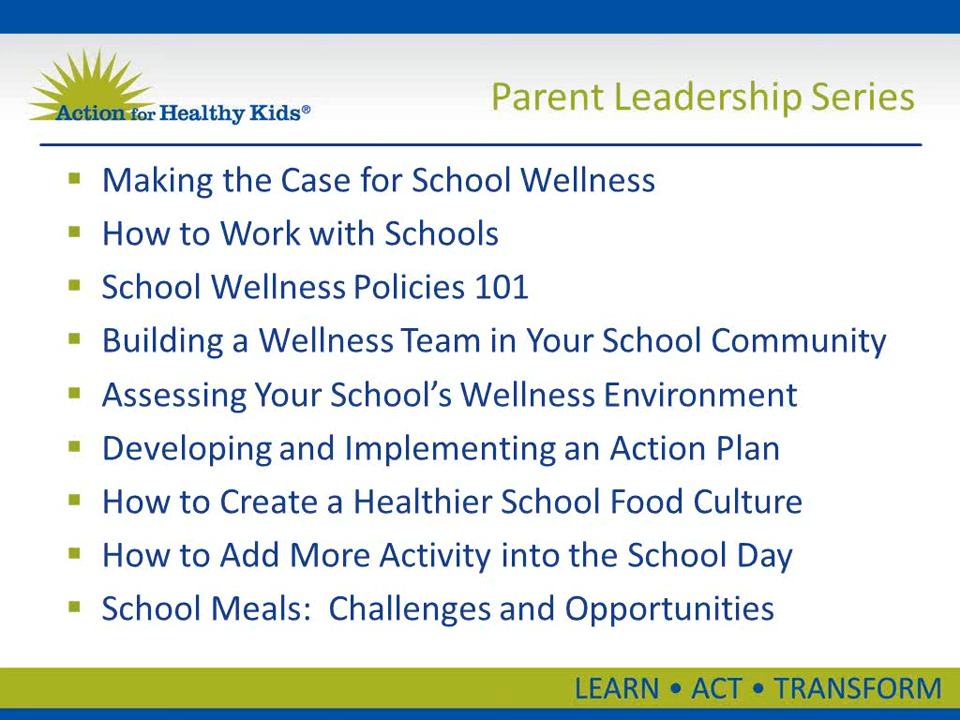 Action for Healthy Kids®
Parent Leadership Series
▪ Making the Case for School Wellness
▪ How to Work with Schools
▪ School Wellness Policies 101
▪ Building a Wellness Team in Your School Community
▪ Assessing Your School’s Wellness Environment
▪ Developing and Implementing an Action Plan
▪ How to Create a Healthier School Food Culture
▪ How to Add More Activity into the School Day
▪ School Meals:  Challenges and Opportunities
LEARN • ACT • TRANSFORM